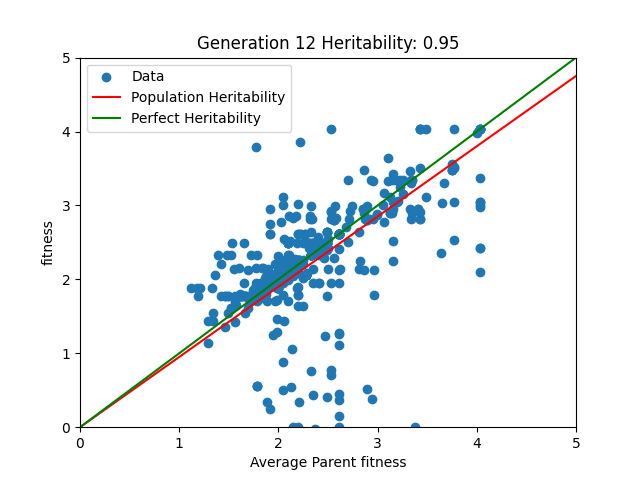 Generation 12 Heritability: 0.95
Data
Population Heritability
Perfect Heritability
5
4
3
2
1
0
fitness
0 1 2 3 4 5
Average Parent fitness